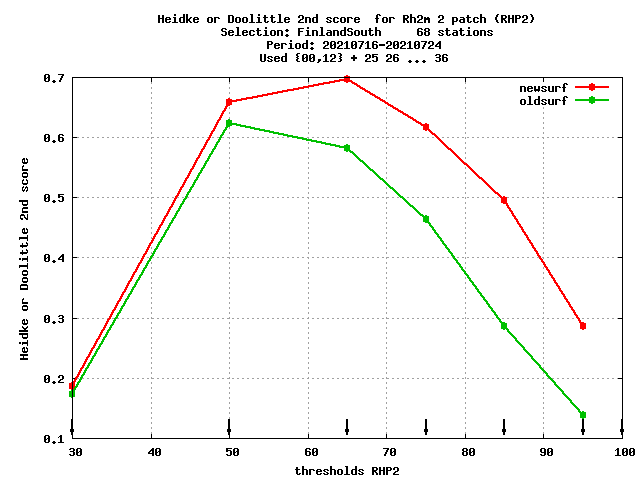 Heidke or Doolittle 2nd score  for Rh2m 2 patch (RHP2)
Selection: FinlandSouth     68 stations
Period: 20210716-20210724
Used {00,12} + 25 26 ... 36
newsurf
oldsurf
Heidke or Doolittle 2nd score
0.7
0.6
0.5
0.4
0.3
0.2
0.1
30 40 50 60 70 80 90 100
thresholds RHP2